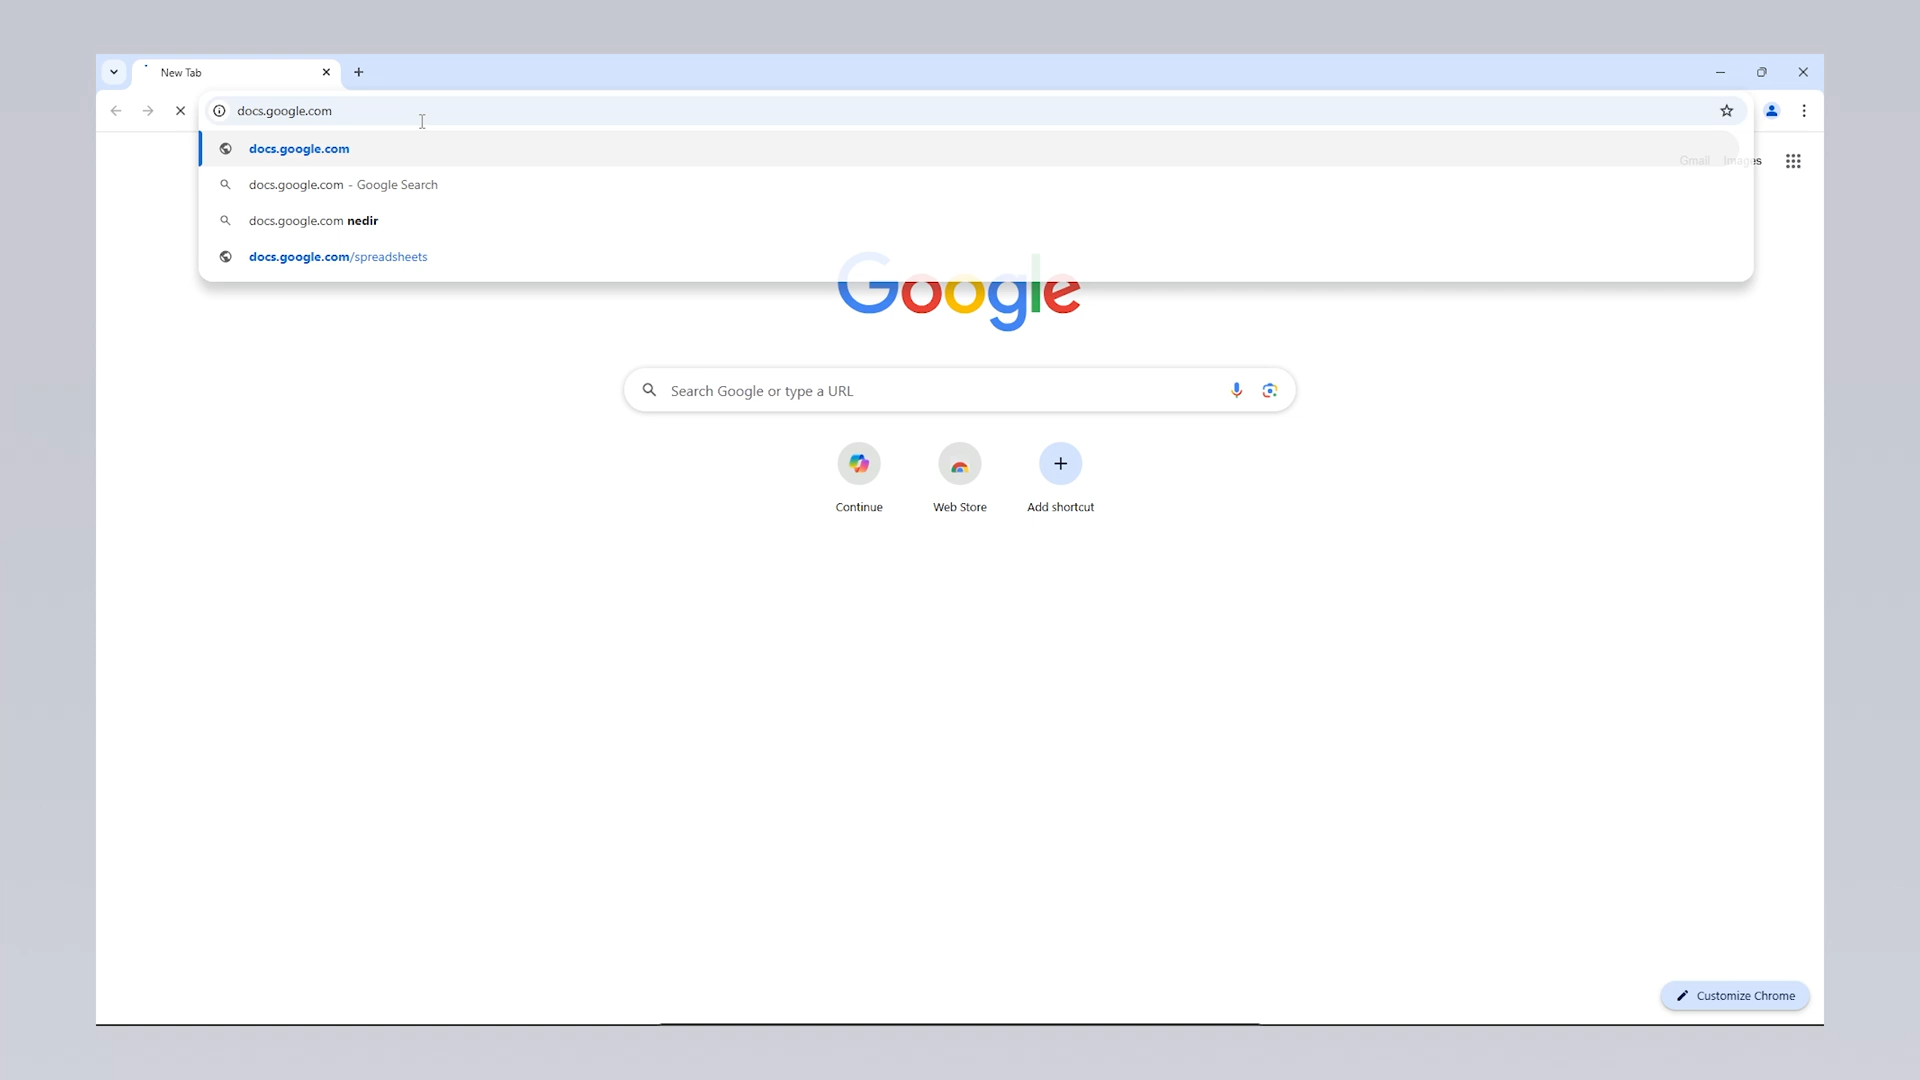 New Tab
docs.google.com
docs.google.com
Gmail Images
docs.google.com - Google Search
docs.google.com nedir
docs.google.com/spreadsheets
Google
Search Google or type a URL
Continue
Web Store
Add shortcut
Customize Chrome